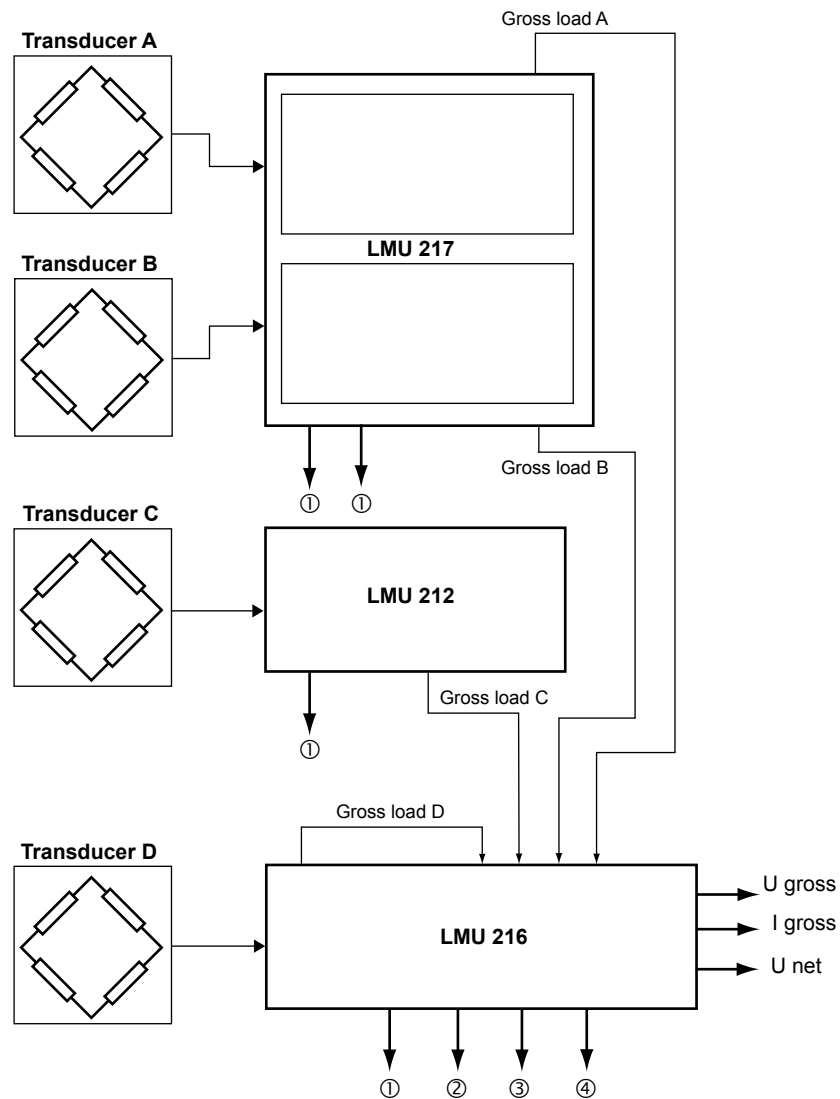 Gross load A
Transducer A
LMU 217
Transducer B
Gross load B
① ①
Transducer C
LMU 212
Gross load C
①
Gross load D
Transducer D
U gross
LMU 216
I gross
U net
① ② ③ ④